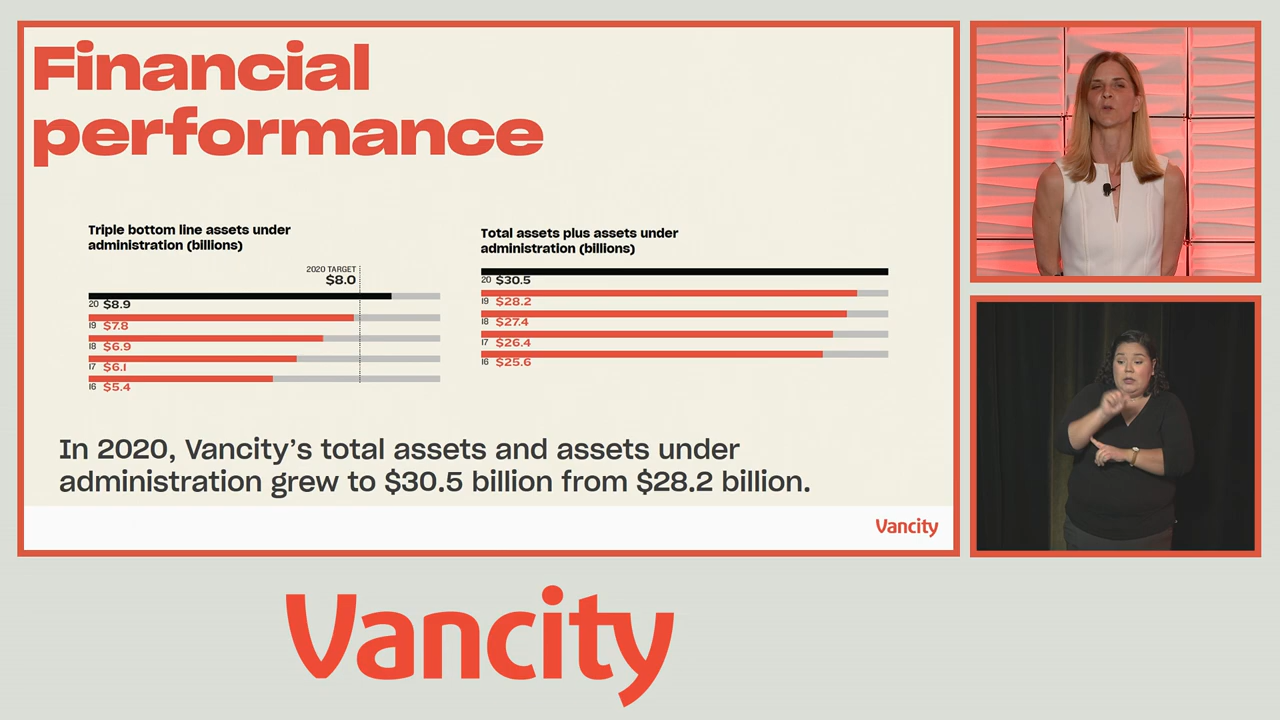 Financial
performance
Triple bottom line assets under
administration (billions)
2020 TARGET
$8.0
20 $8.9
19 $7.8
18 $6.9
17 $6.1
16 $5.4
Total assets plus assets under
administration (billions)
20 $30.5
19 $28.2
18 $27.4
17 $26.4
16 $25.6
In 2020, Vancity’s total assets and assets under
administration grew to $30.5 billion from $28.2 billion.
Vancity
Vancity